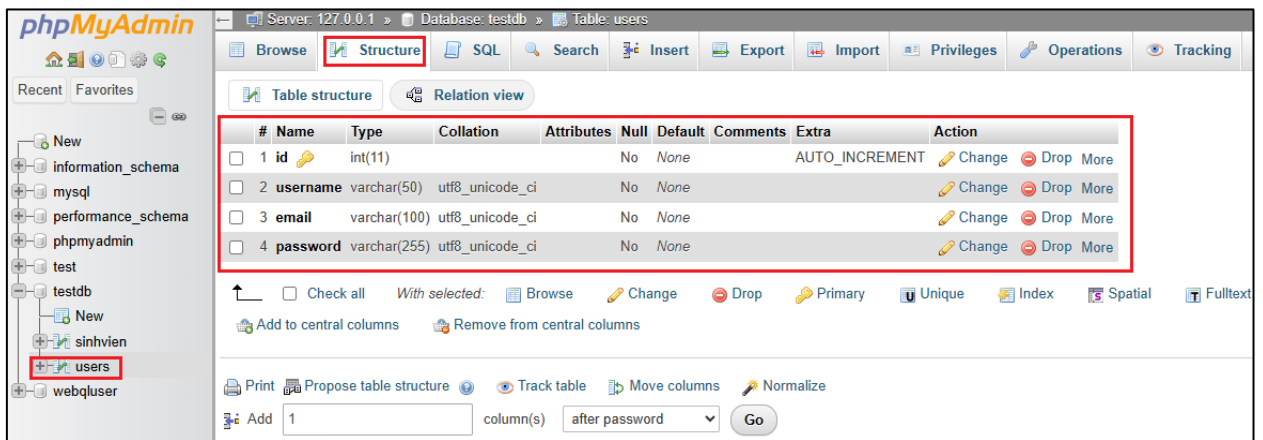 phpMyAdmin
Recent Favorites
New
information_schema
mysql
performance_schema
phpmyadmin
test
testdb
New
sinhvien
users
webqluser
Server: 127.0.0.1 » Database: testdb » Table: users
Browse Structure SQL Search Insert Export Import Privileges Operations Tracking
Table structure Relation view
# Name Type Collation Attributes Null Default Comments Extra Action
1 id int(11) No None AUTO_INCREMENT Change Drop More
2 username varchar(50) utf8_unicode_ci No None Change Drop More
3 email varchar(100) utf8_unicode_ci No None Change Drop More
4 password varchar(255) utf8_unicode_ci No None Change Drop More
Check all With selected: Browse Change Drop Primary Unique Index Spatial Fulltext
Add to central columns Remove from central columns
Print Propose table structure Track table Move columns Normalize
Add 1 column(s) after password Go